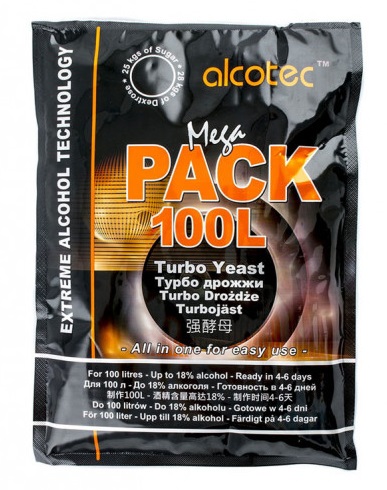 EXTREME ALCOHOL TECHNOLOGY
25 kgs of Sugar
28 kgs of Dextrose
alcotec™
Mega
PACK
100L
Turbo Yeast
Турбо дрожжи
Turbo Drożdże
Turbojäst
强酵母
- All in one for easy use -
For 100 litres - Up to 18% alcohol - Ready in 4-6 days
Для 100 л - До 18% алкоголя - Готовность в 4-6 дней
制作100L - 酒精含量高达18% - 制作时间4-6天
Do 100 litrów - Do 18% alkoholu - Gotowe w 4-6 dni
För 100 liter - Upp till 18% alkohol - Färdigt på 4-6 dagar